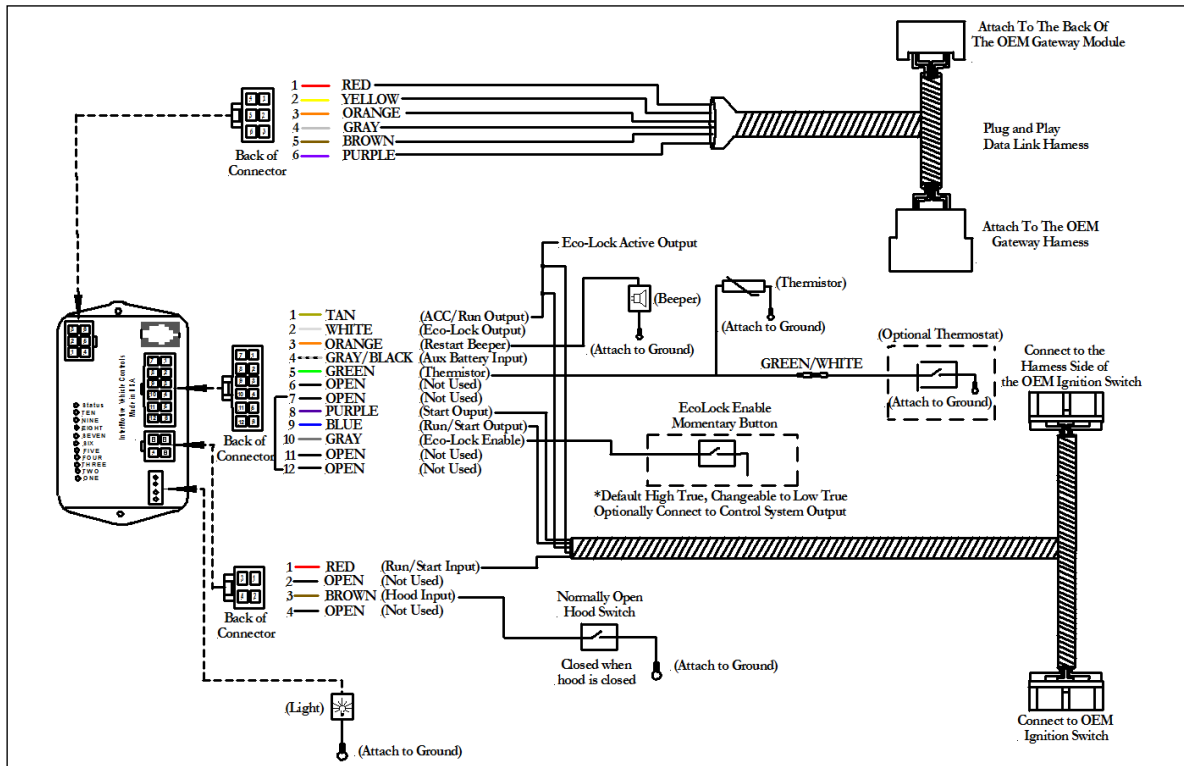 Attach To The Back Of
The OEM Gateway Module
1 RED
2 YELLOW
3 ORANGE
4 GRAY
5 BROWN
6 PURPLE
Back of
Connector
Plug and Play
Data Link Harness
Attach To The OEM
Gateway Harness
Eco-Lock Active Output
(Beeper)
(Attach to Ground)
(Thermistor)
(Attach to Ground)
(Optional Thermostat)
GREEN/WHITE
(Attach to Ground)
Connect to the
Harness Side of
the OEM Ignition Switch
1 TAN (ACC/Run Output)
2 WHITE (Eco-Lock Output)
3 ORANGE (Restart Beeper)
4 GRAY/BLACK (Aux Battery Input)
5 GREEN (Thermistor)
6 OPEN (Not Used)
7 OPEN (Not Used)
8 PURPLE (Start Ouput)
9 BLUE (Run/Start Output)
10 GRAY (Eco-Lock Enable)
11 OPEN (Not Used)
12 OPEN (Not Used)
Back of
Connector
InterMotive Vehicle Controls
Made in USA
Status
TEN
NINE
EIGHT
SEVEN
SIX
FIVE
FOUR
THREE
TWO
ONE
EcoLock Enable
Momentary Button
*Default High True, Changeable to Low True
Optionally Connect to Control System Output
1 RED (Run/Start Input)
2 OPEN (Not Used)
3 BROWN (Hood Input)
4 OPEN (Not Used)
Back of
Connector
Normally Open
Hood Switch
Closed when
hood is closed
(Attach to Ground)
(Light)
(Attach to Ground)
Connect to OEM
Ignition Switch